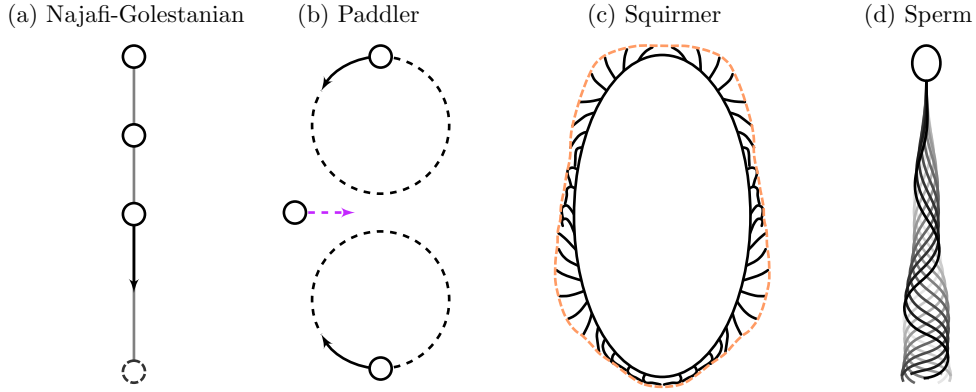 (a) Najafi-Golestanian
(b) Paddler
(c) Squirmer
(d) Sperm